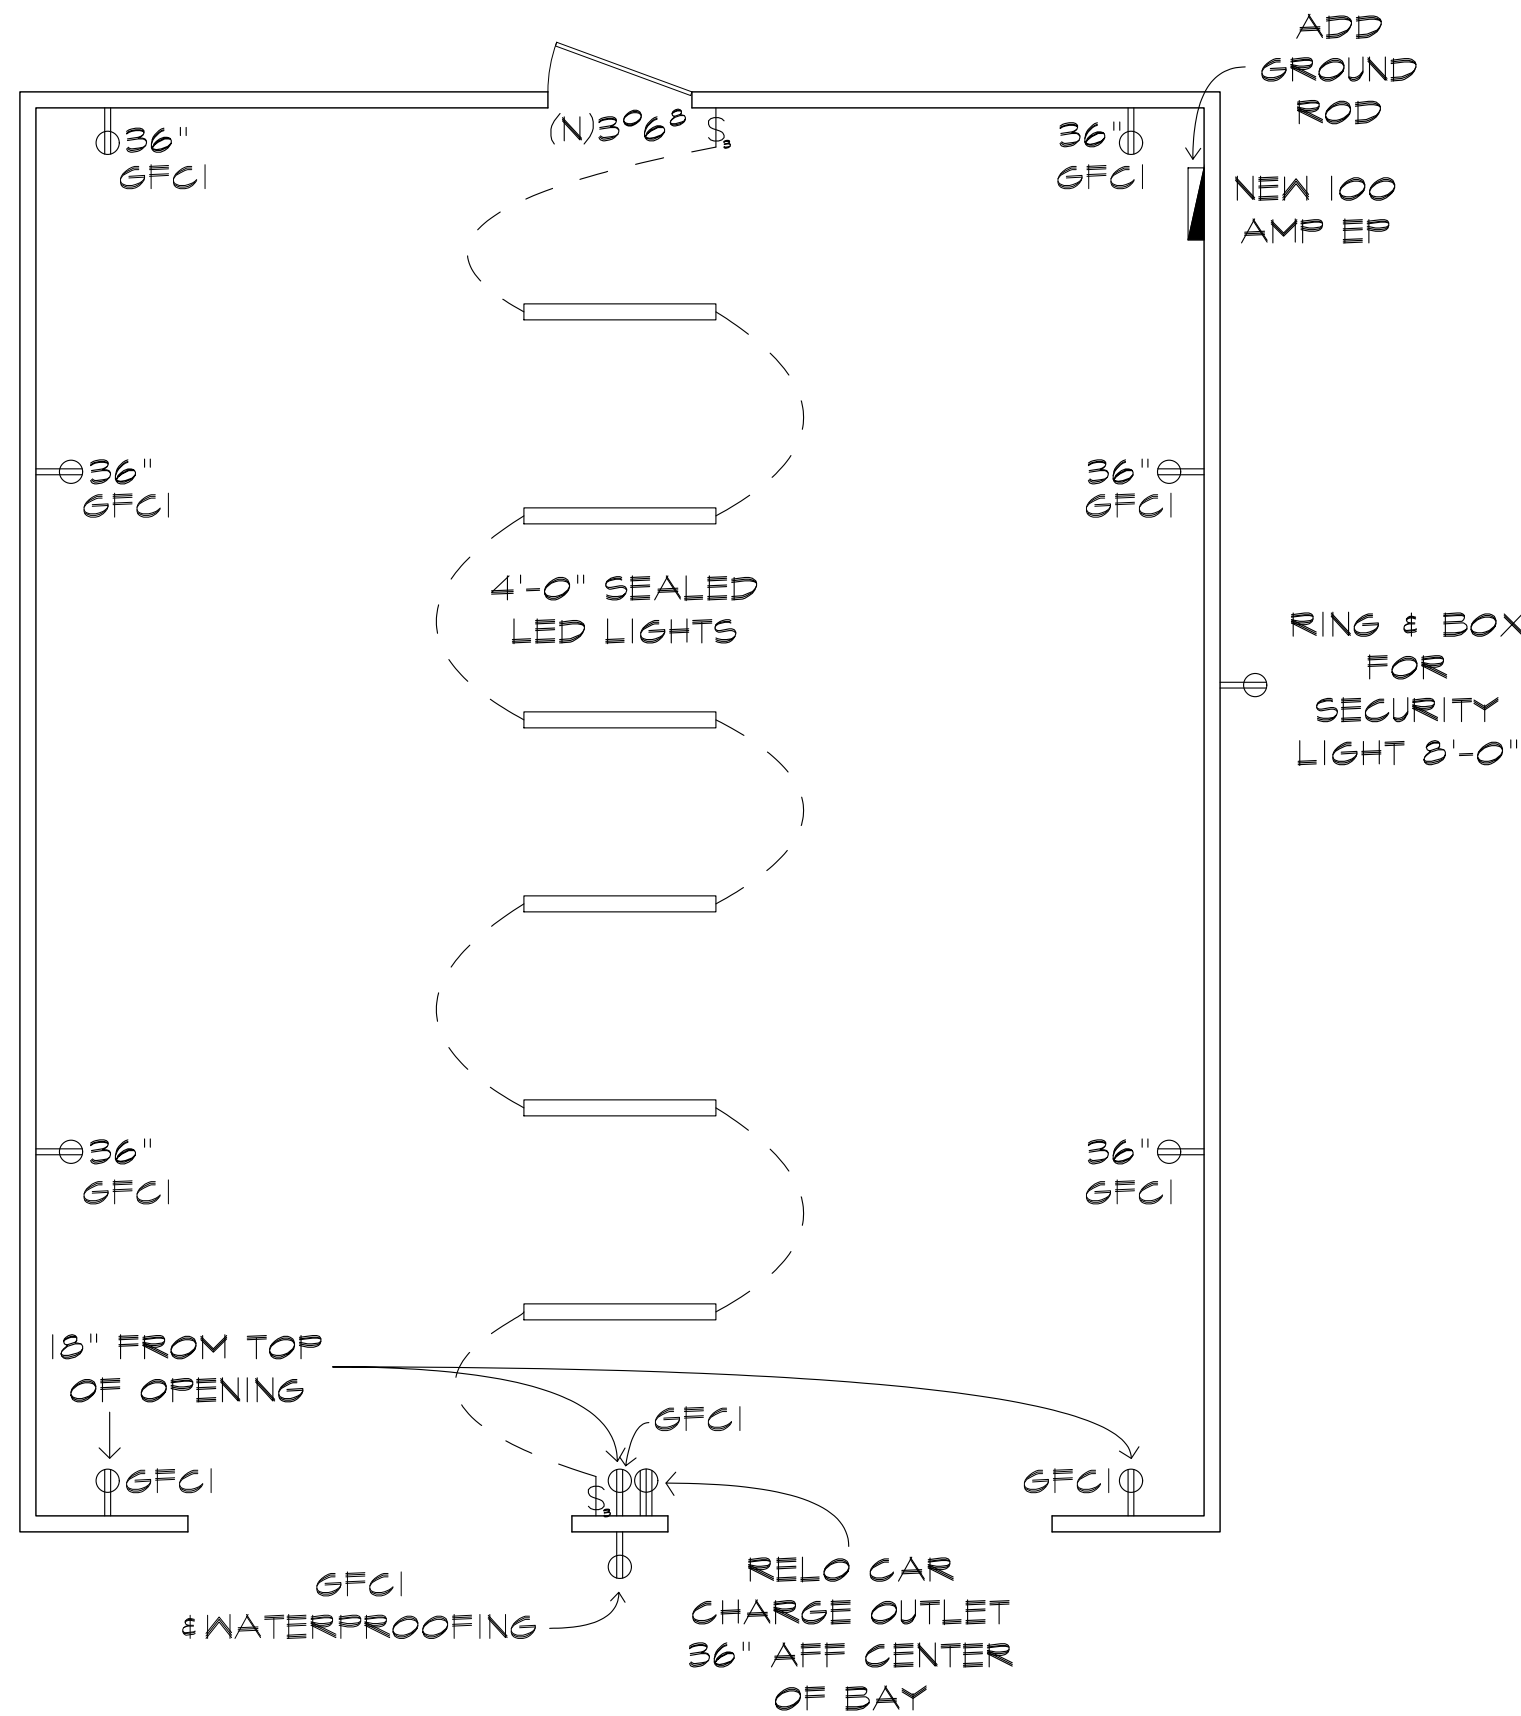 ADD
GROUND
ROD
(N)3⁰6⁸ S₃
36"
GFCI
36"
GFCI
NEW 100
AMP EP
36"
GFCI
36"
GFCI
4'-0" SEALED
LED LIGHTS
RING & BOX
FOR
SECURITY
LIGHT 8'-0"
36"
GFCI
36"
GFCI
18" FROM TOP
OF OPENING
GFCI
GFCI
GFCI
S₃
GFCI
& WATERPROOFING
RELO CAR
CHARGE OUTLET
36" AFF CENTER
OF BAY